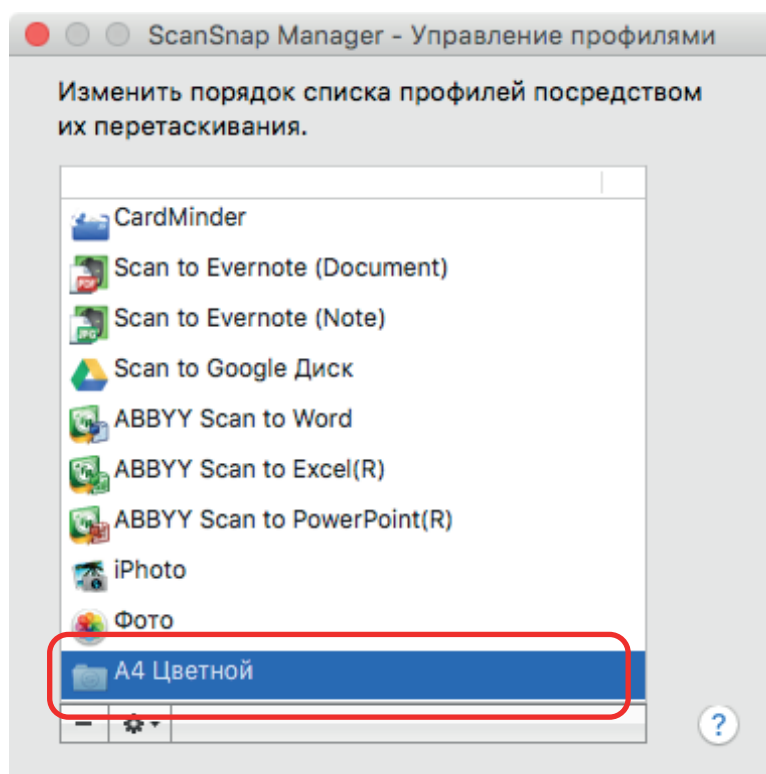 ScanSnap Manager - Управление профилями
Изменить порядок списка профилей посредством
их перетаскивания.
CardMinder
PDF
Scan to Evernote (Document)
JPG
Scan to Evernote (Note)
Scan to Google Диск
ABBYY Scan to Word
ABBYY Scan to Excel(R)
ABBYY Scan to PowerPoint(R)
iPhoto
Фото
A4 Цветной
?